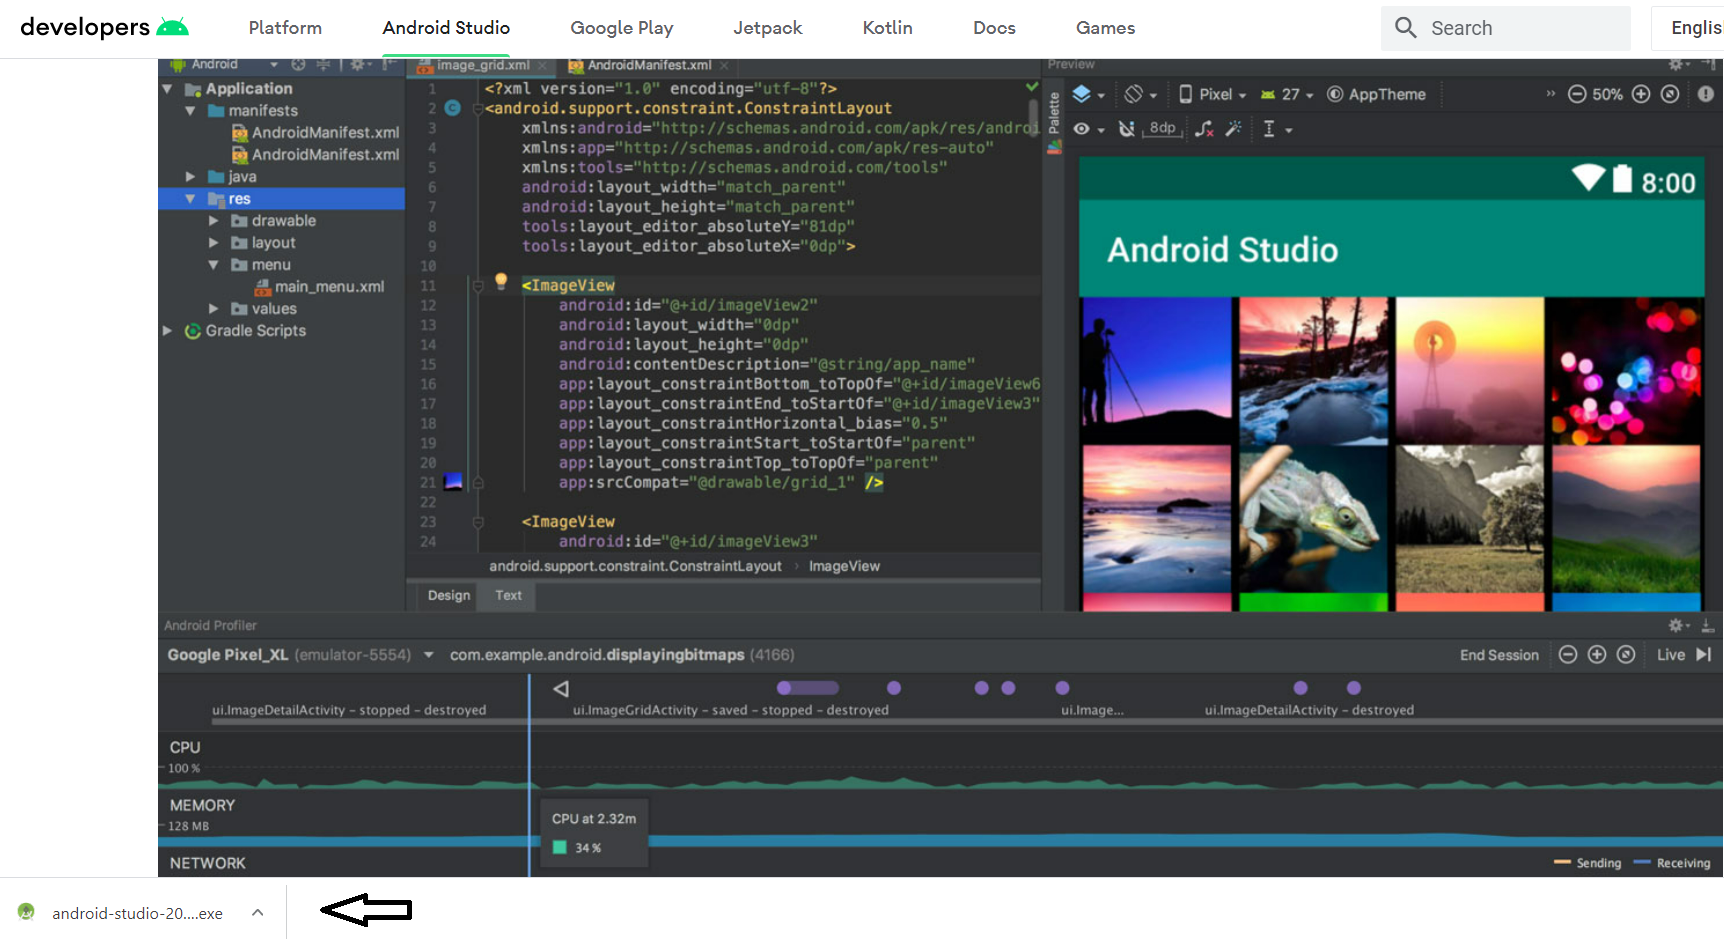 developers Platform Android Studio Google Play Jetpack Kotlin Docs Games Search
Android
Application
manifests
AndroidManifest.xml
AndroidManifest.xml
java
res
drawable
layout
menu
main_menu.xml
values
Gradle Scripts
image_grid.xml AndroidManifest.xml
1 <?xml version="1.0" encoding="utf-8"?>
2 <android.support.constraint.ConstraintLayout
3 xmlns:android="http://schemas.android.com/apk/res/androi
4 xmlns:app="http://schemas.android.com/apk/res-auto"
5 xmlns:tools="http://schemas.android.com/tools"
6 android:layout_width="match_parent"
7 android:layout_height="match_parent"
8 tools:layout_editor_absoluteY="81dp"
9 tools:layout_editor_absoluteX="0dp">
10
11 <ImageView
12 android:id="@+id/imageView2"
13 android:layout_width="0dp"
14 android:layout_height="0dp"
15 android:contentDescription="@string/app_name"
16 app:layout_constraintBottom_toTopOf="@+id/imageView6
17 app:layout_constraintEnd_toStartOf="@+id/imageView3"
18 app:layout_constraintHorizontal_bias="0.5"
19 app:layout_constraintStart_toStartOf="parent"
20 app:layout_constraintTop_toTopOf="parent"
21 app:srcCompat="@drawable/grid_1" />
22
23 <ImageView
24 android:id="@+id/imageView3"
android.support.constraint.ConstraintLayout › ImageView
Design Text
Preview
Palette
Pixel 27 AppTheme » 50%
8dp
8:00
Android Studio
Android Profiler
Google Pixel_XL (emulator-5554) com.example.android.displayingbitmaps (4166) End Session Live
ui.ImageDetailActivity – stopped – destroyed ui.ImageGridActivity – saved – stopped – destroyed ui.Image... ui.ImageDetailActivity – destroyed
CPU
100 %
MEMORY
128 MB
CPU at 2.32m
34 %
NETWORK Sending Receiving
android-studio-20....exe